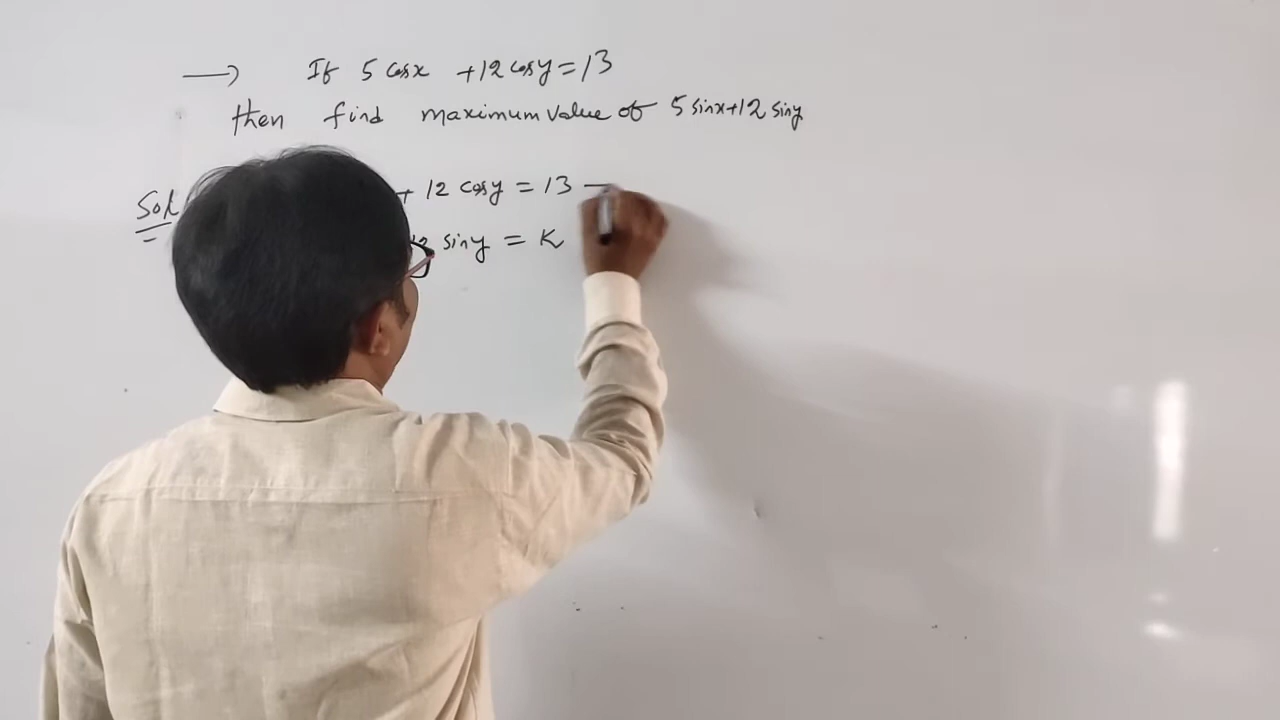 → If 5 cosx +12 cosy = 13
then find maximum value of 5 sinx+12 siny
Sol + 12 cosy = 13 —
siny = K